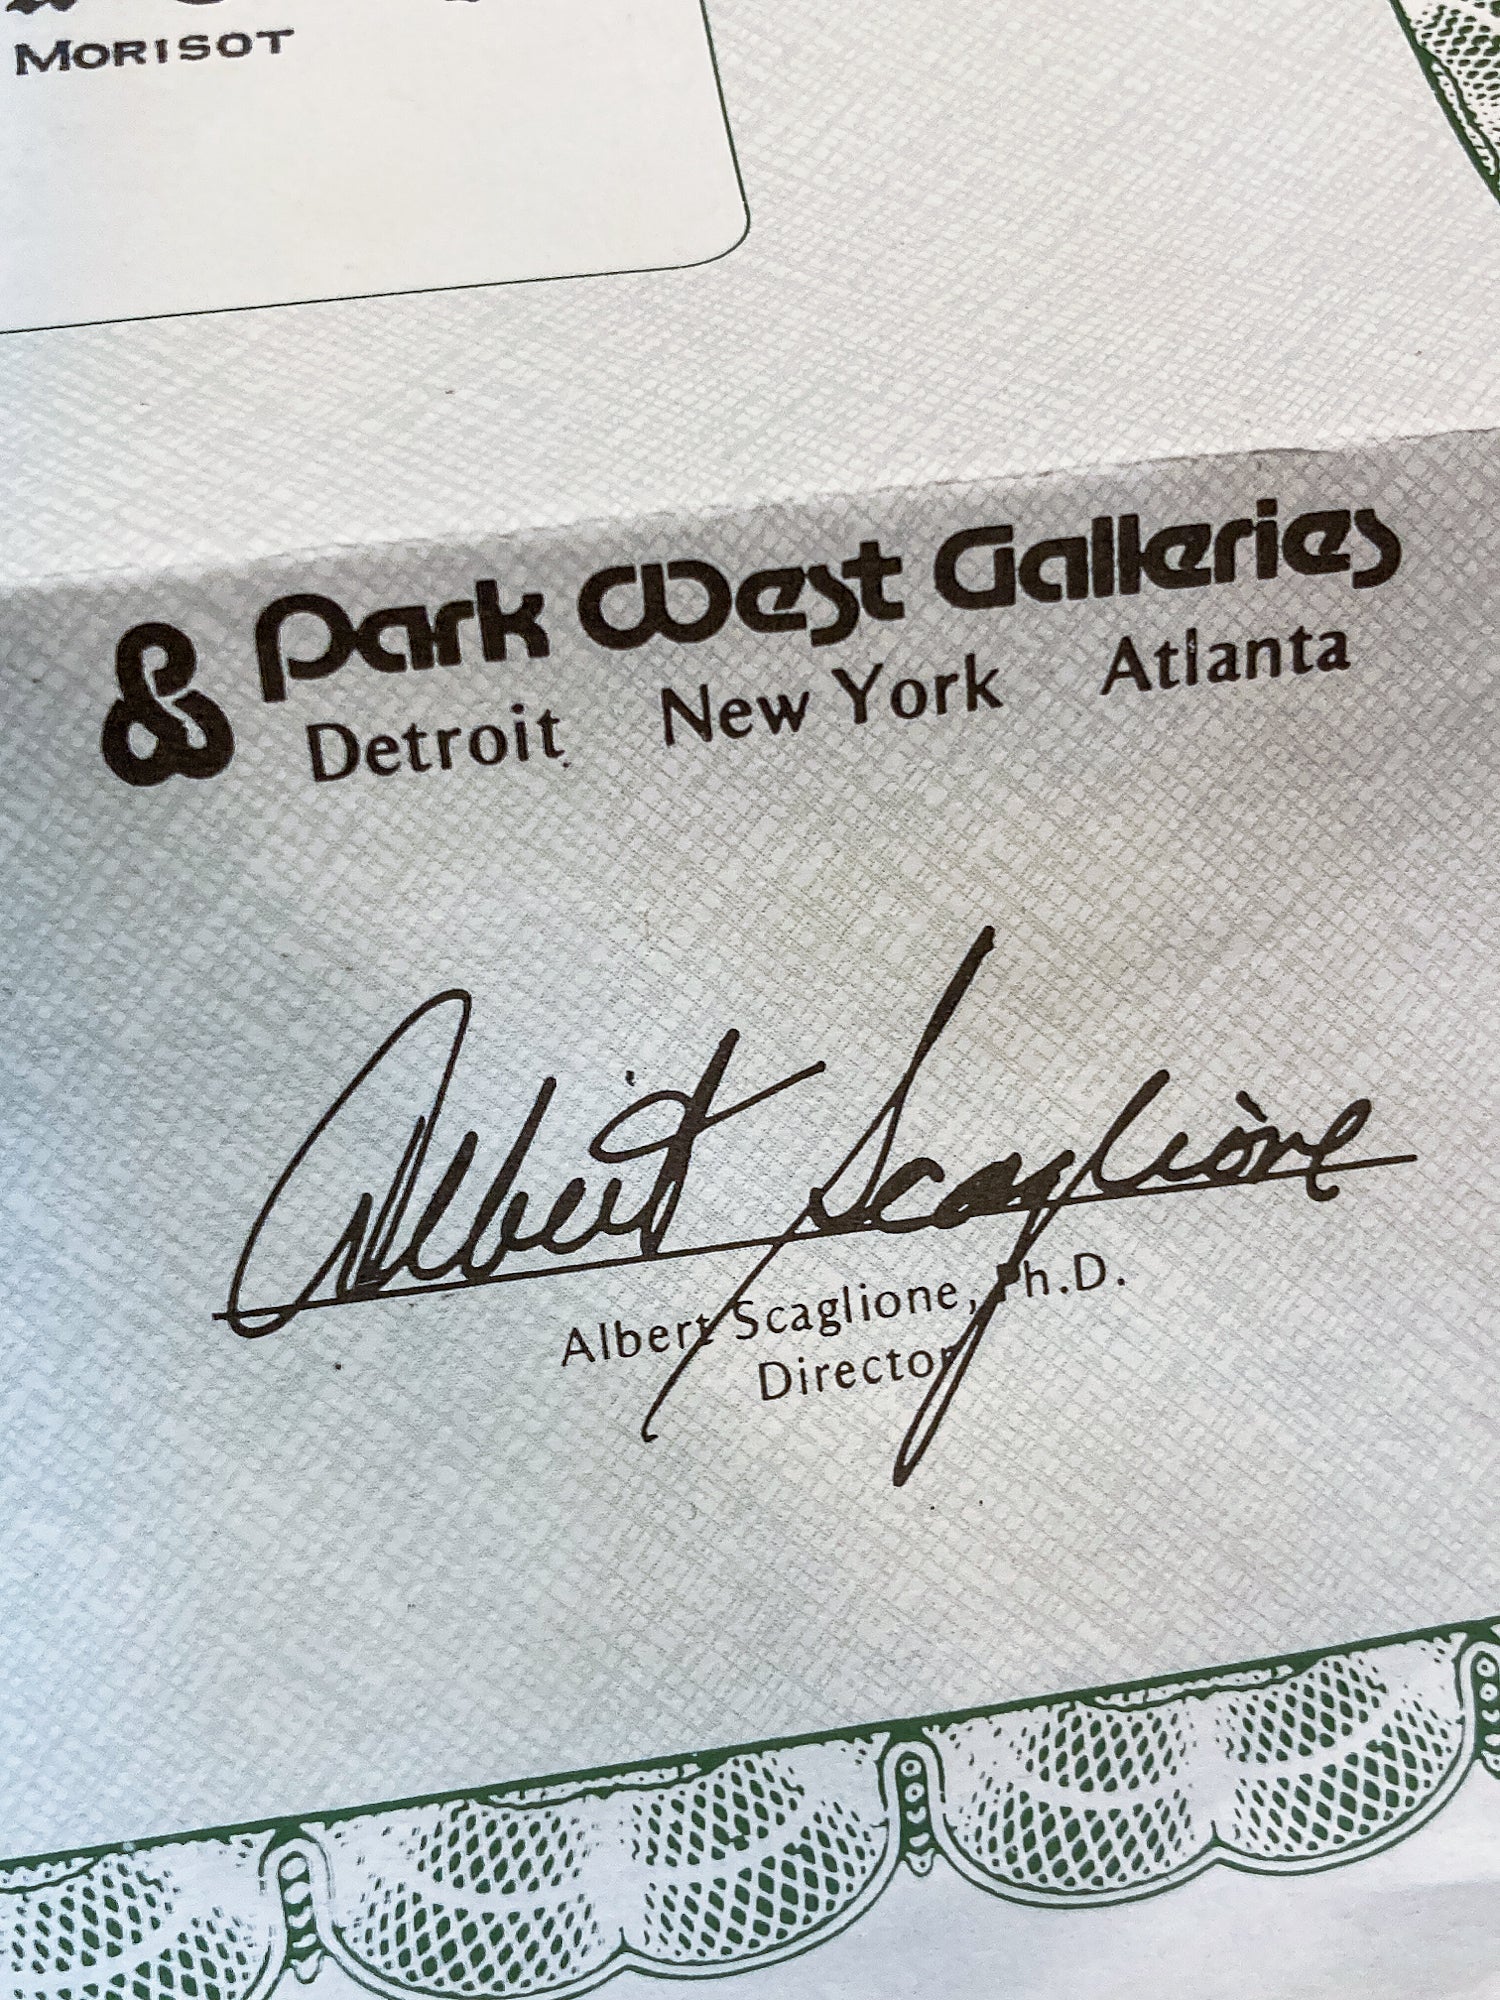 MORISOT
Park West Galleries
Detroit New York Atlanta
Albert Scaglione
Albert Scaglione, Ph.D.
Director